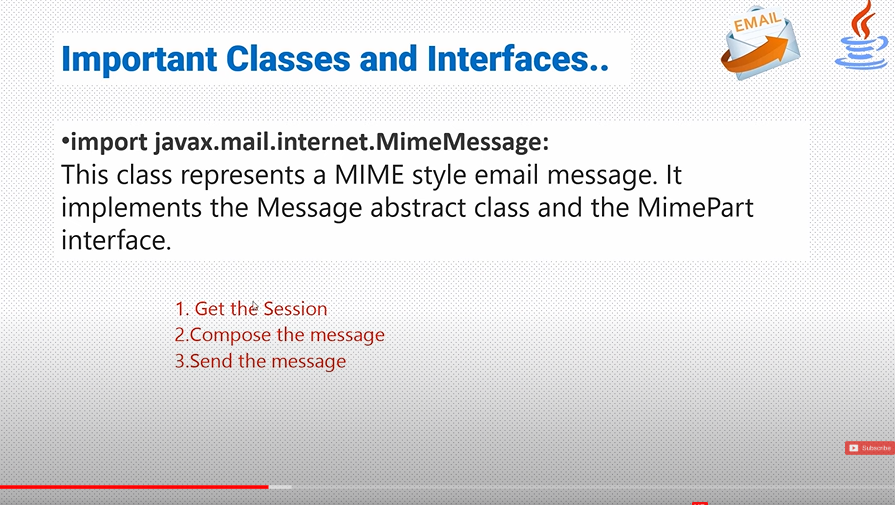 EMAIL
Important Classes and Interfaces..
•import javax.mail.internet.MimeMessage:
This class represents a MIME style email message. It
implements the Message abstract class and the MimePart
interface.
1. Get the Session
2.Compose the message
3.Send the message
Subscribe